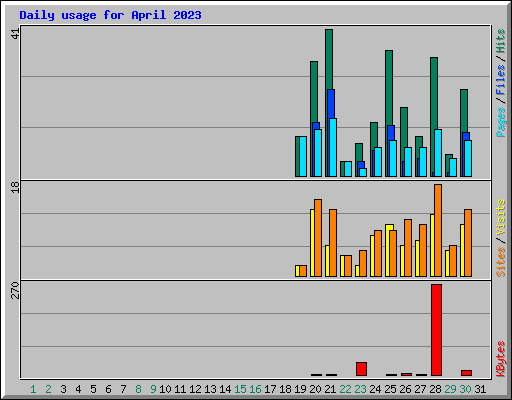 Daily usage for April 2023
41
Pages / Files / Hits
18
Sites / Visits
270
KBytes
1 2 3 4 5 6 7 8 9 10 11 12 13 14 15 16 17 18 19 20 21 22 23 24 25 26 27 28 29 30 31